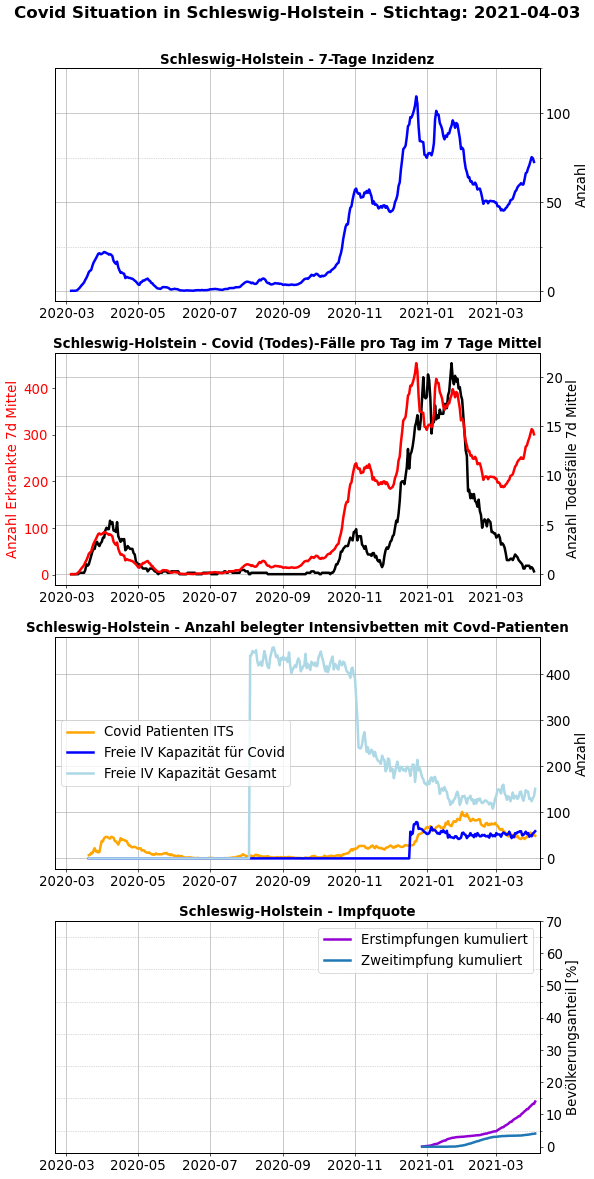 Covid Situation in Schleswig-Holstein - Stichtag: 2021-04-03
Schleswig-Holstein - 7-Tage Inzidenz
100
50
0
Anzahl
2020-03 2020-05 2020-07 2020-09 2020-11 2021-01 2021-03
Schleswig-Holstein - Covid (Todes)-Fälle pro Tag im 7 Tage Mittel
Anzahl Erkrankte 7d Mittel
400
300
200
100
0
20
15
10
5
0
Anzahl Todesfälle 7d Mittel
2020-03 2020-05 2020-07 2020-09 2020-11 2021-01 2021-03
Schleswig-Holstein - Anzahl belegter Intensivbetten mit Covd-Patienten
Covid Patienten ITS
Freie IV Kapazität für Covid
Freie IV Kapazität Gesamt
400
300
200
100
0
Anzahl
2020-03 2020-05 2020-07 2020-09 2020-11 2021-01 2021-03
Schleswig-Holstein - Impfquote
Erstimpfungen kumuliert
Zweitimpfung kumuliert
70
60
50
40
30
20
10
0
Bevölkerungsanteil [%]
2020-03 2020-05 2020-07 2020-09 2020-11 2021-01 2021-03